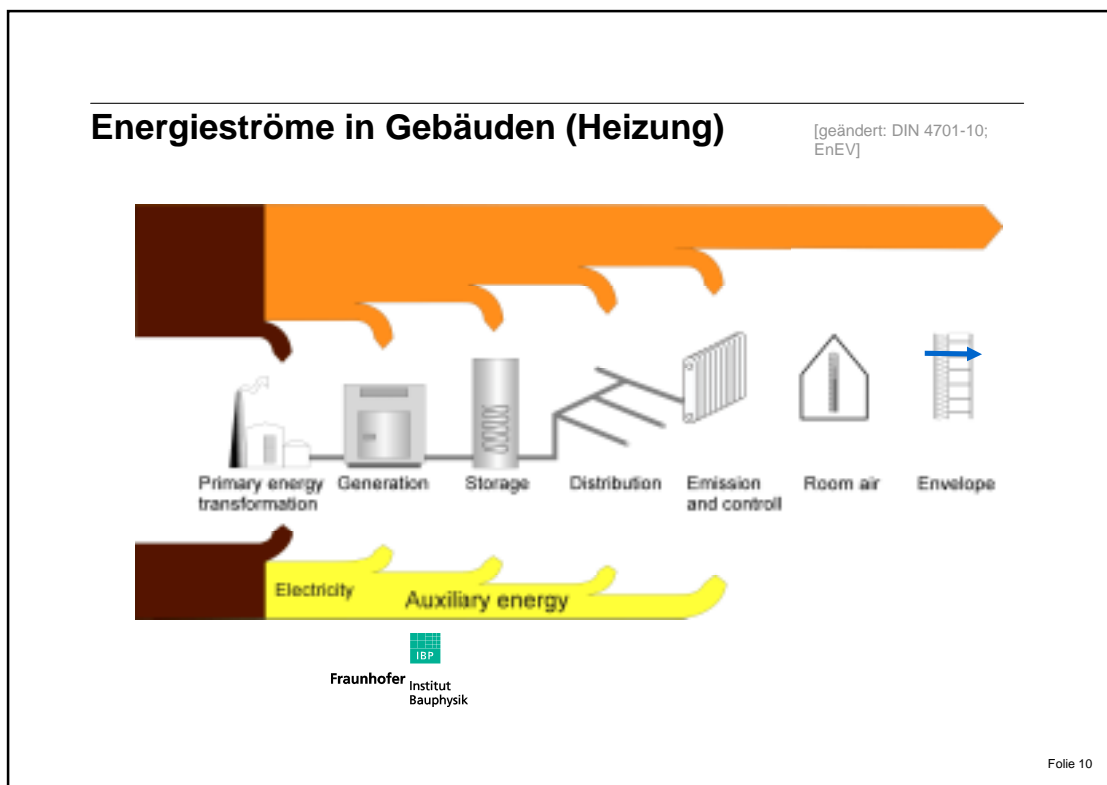 Energieströme in Gebäuden (Heizung)
[geändert: DIN 4701-10;
EnEV]
Primary energy
transformation
Generation
Storage
Distribution
Emission
and controll
Room air
Envelope
Electricity
Auxiliary energy
IBP
Fraunhofer
Institut
Bauphysik
Folie 10